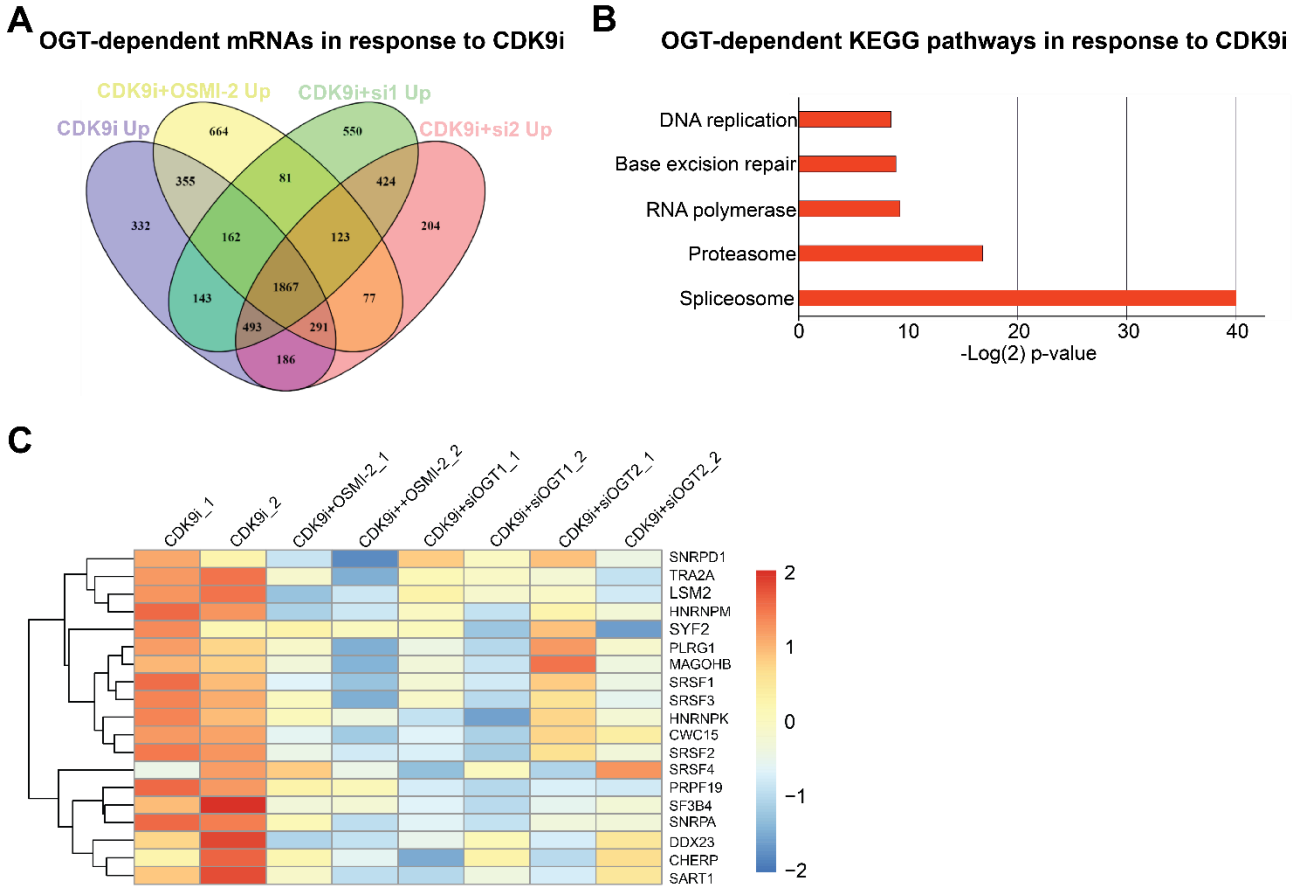 A
OGT-dependent mRNAs in response to CDK9i
CDK9i+OSMI-2 Up
CDK9i+si1 Up
CDK9i Up
CDK9i+si2 Up
664
550
355
81
424
332
162
123
204
143
1867
77
493
291
186
B
OGT-dependent KEGG pathways in response to CDK9i
DNA replication
Base excision repair
RNA polymerase
Proteasome
Spliceosome
0 10 20 30 40
-Log(2) p-value
C
CDK9i_1
CDK9i_2
CDK9i+OSMI-2_1
CDK9i++OSMI-2_2
CDK9i+siOGT1_1
CDK9i+siOGT1_2
CDK9i+siOGT2_1
CDK9i+siOGT2_2
SNRPD1
TRA2A
LSM2
HNRNPM
SYF2
PLRG1
MAGOHB
SRSF1
SRSF3
HNRNPK
CWC15
SRSF2
SRSF4
PRPF19
SF3B4
SNRPA
DDX23
CHERP
SART1
2
1
0
−1
−2